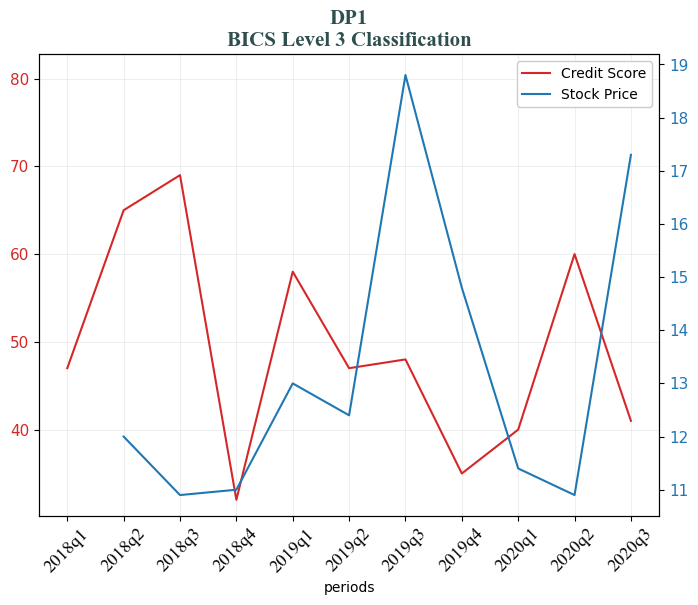 DP1
BICS Level 3 Classification
Credit Score
Stock Price
80
70
60
50
40
19
18
17
16
15
14
13
12
11
2018q1
2018q2
2018q3
2018q4
2019q1
2019q2
2019q3
2019q4
2020q1
2020q2
2020q3
periods